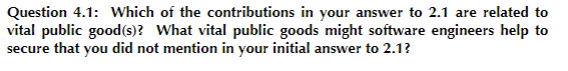 Question 4.1: Which of the contributions in your answer to 2.1 are related to
vital public good(s)? What vital public goods might software engineers help to
secure that you did not mention in your initial answer to 2.1?